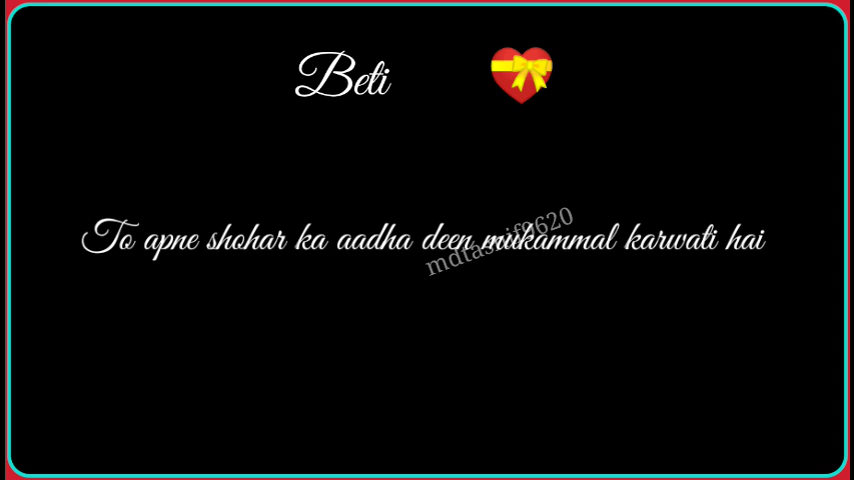 Beti 💝
To apne shohar ka aadha deen mukammal karwati hai